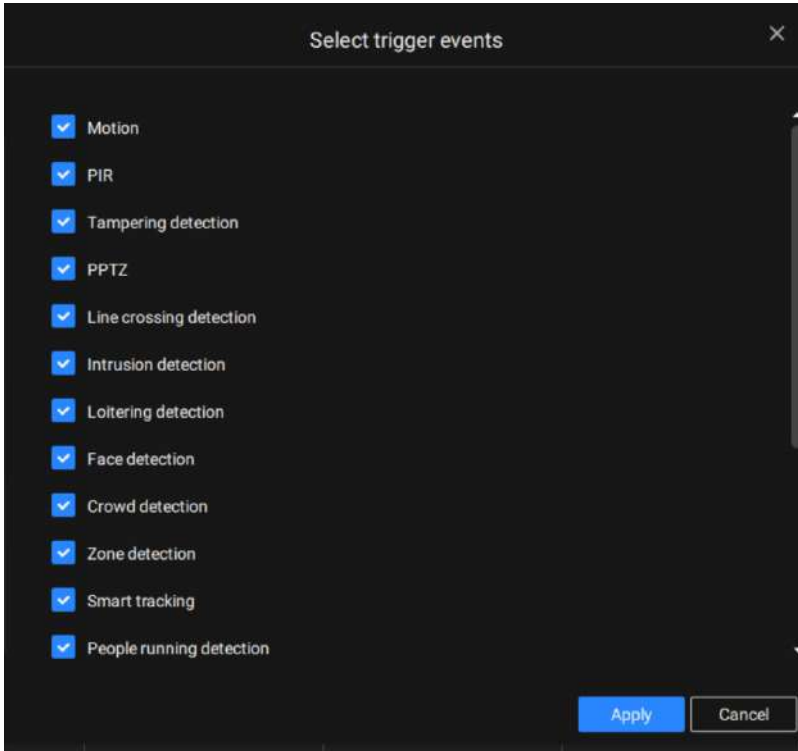 Select trigger events
Motion
PIR
Tampering detection
PPTZ
Line crossing detection
Intrusion detection
Loitering detection
Face detection
Crowd detection
Zone detection
Smart tracking
People running detection
Apply
Cancel